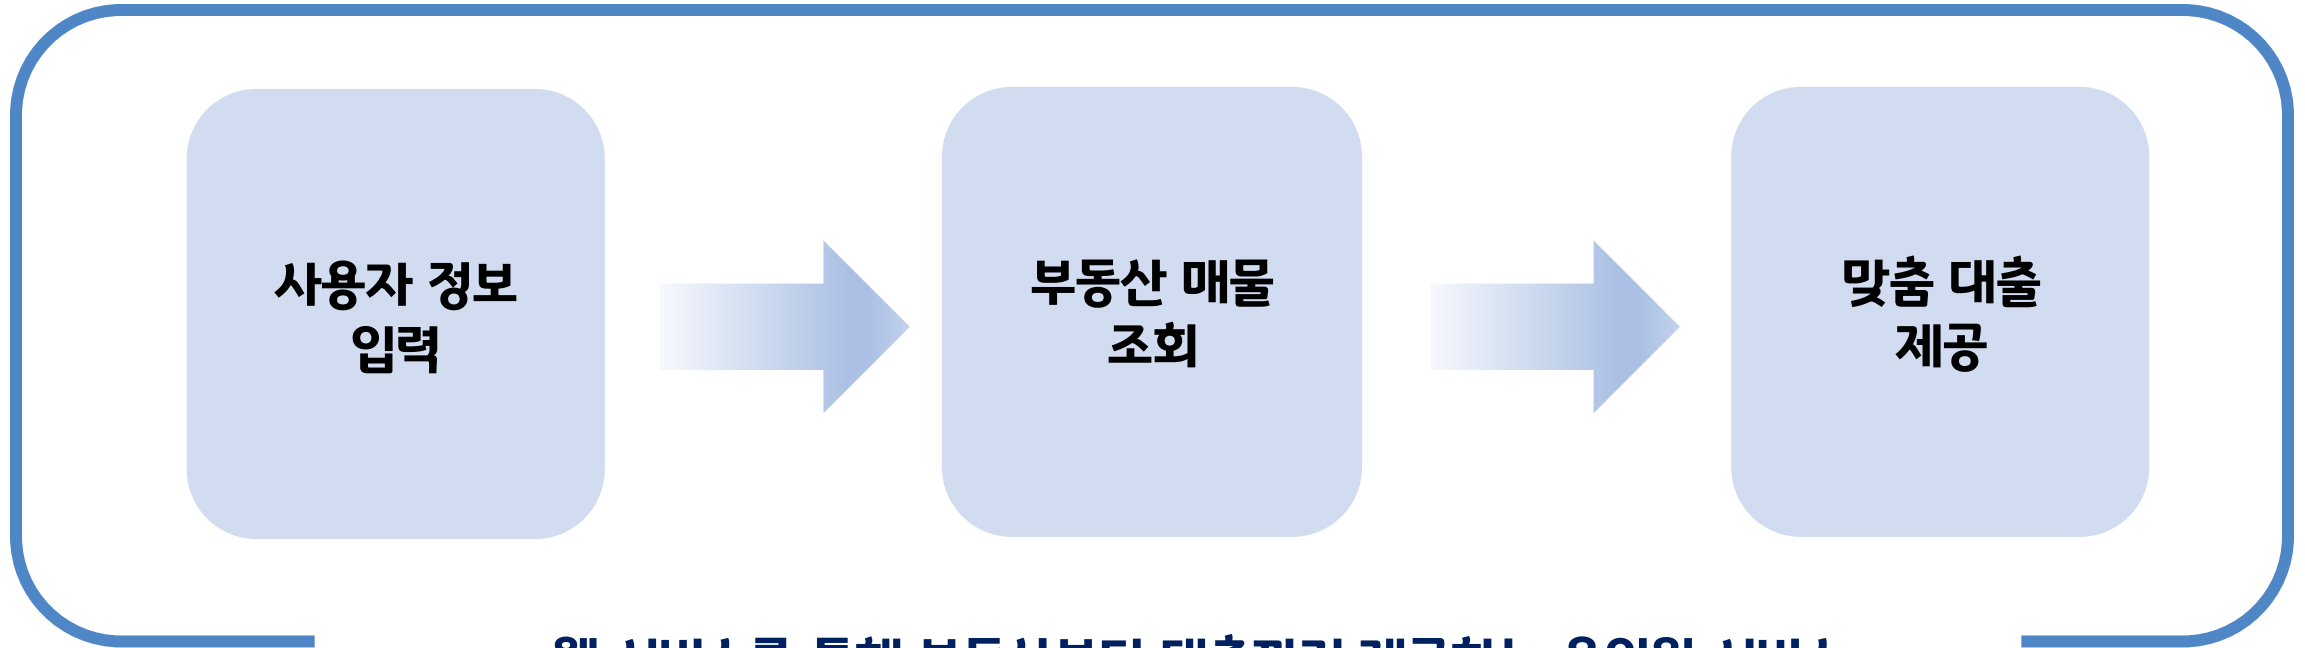 사용자 정보
입력
부동산 매물
조회
맞춤 대출
제공